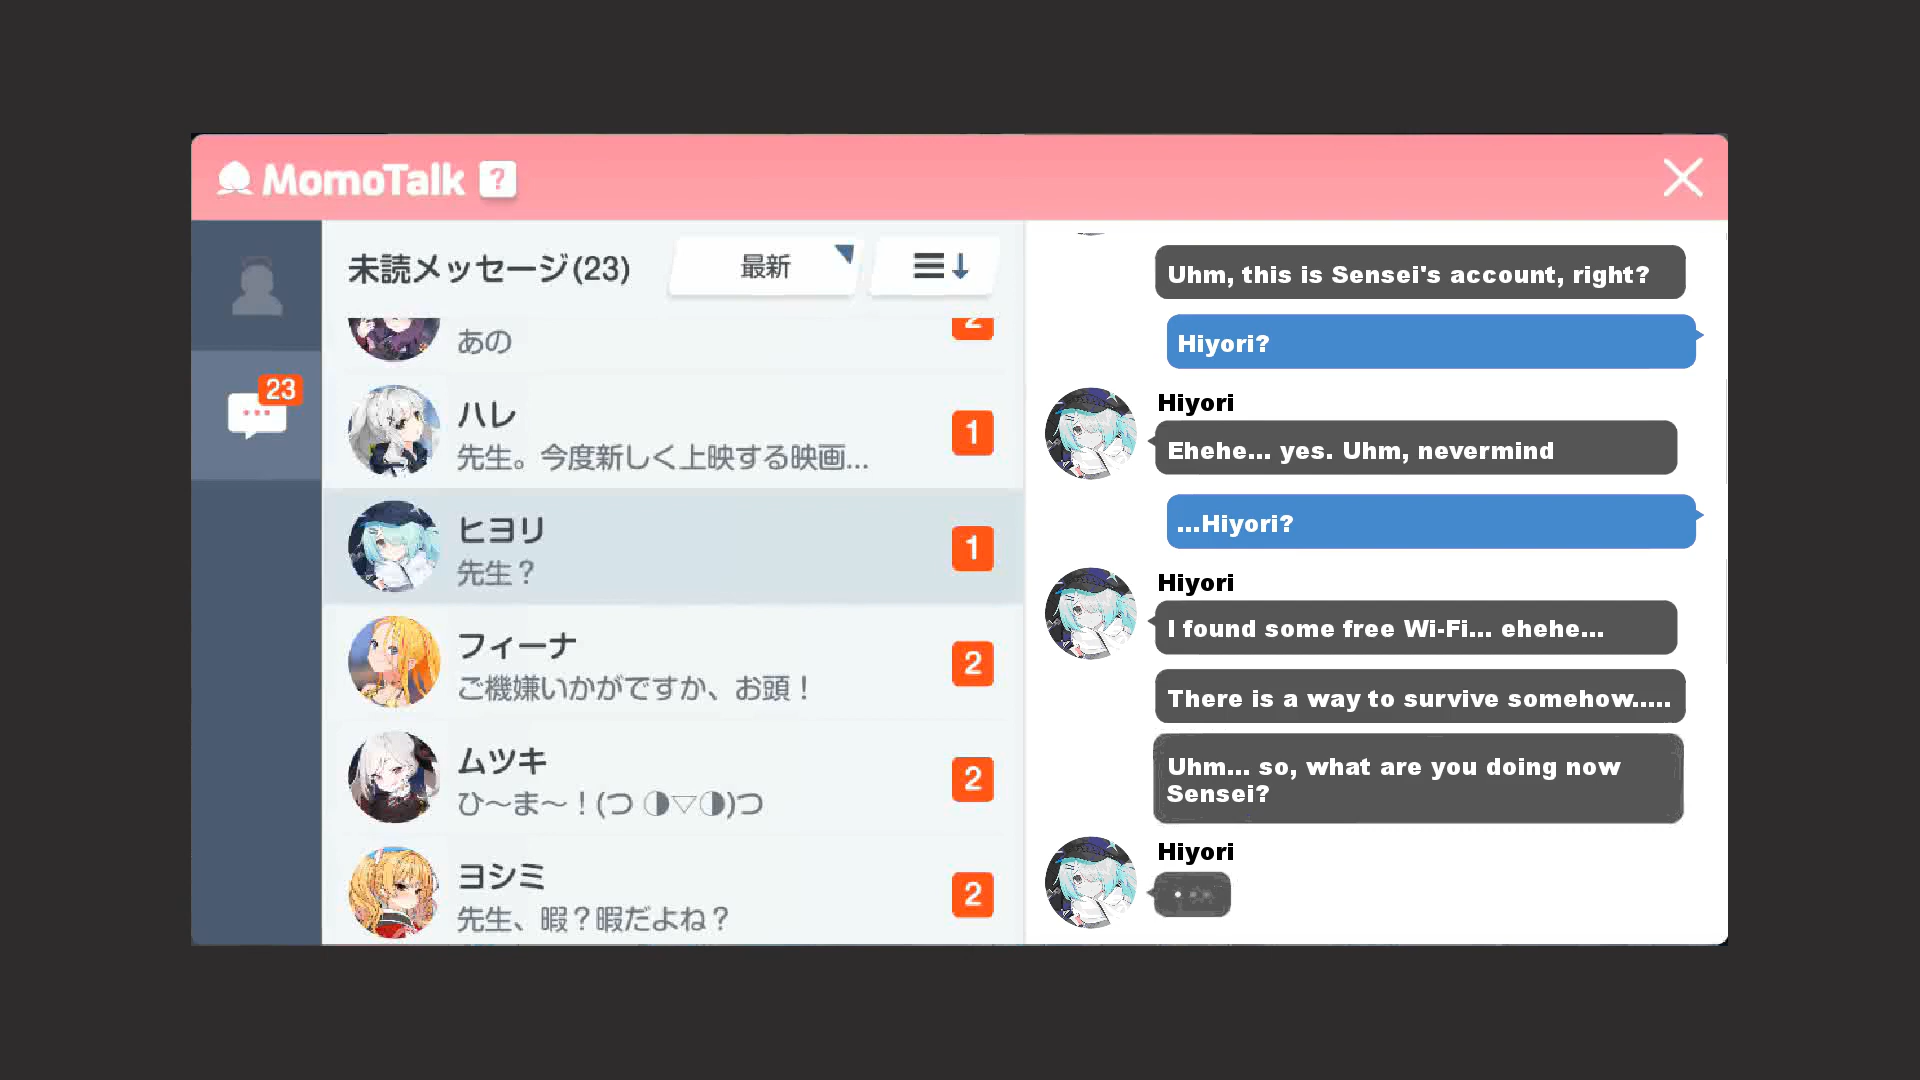 MomoTalk ?
23
未読メッセージ(23)
最新
あの
2
ハレ
先生。今度新しく上映する映画...
1
ヒヨリ
先生？
1
フィーナ
ご機嫌いかがですか、お頭！
2
ムツキ
ひ～ま～！(つ ◑▽◑)つ
2
ヨシミ
先生、暇？暇だよね？
2
Uhm, this is Sensei's account, right?
Hiyori?
Hiyori
Ehehe... yes. Uhm, nevermind
...Hiyori?
Hiyori
I found some free Wi-Fi... ehehe...
There is a way to survive somehow.....
Uhm... so, what are you doing now
Sensei?
Hiyori
...